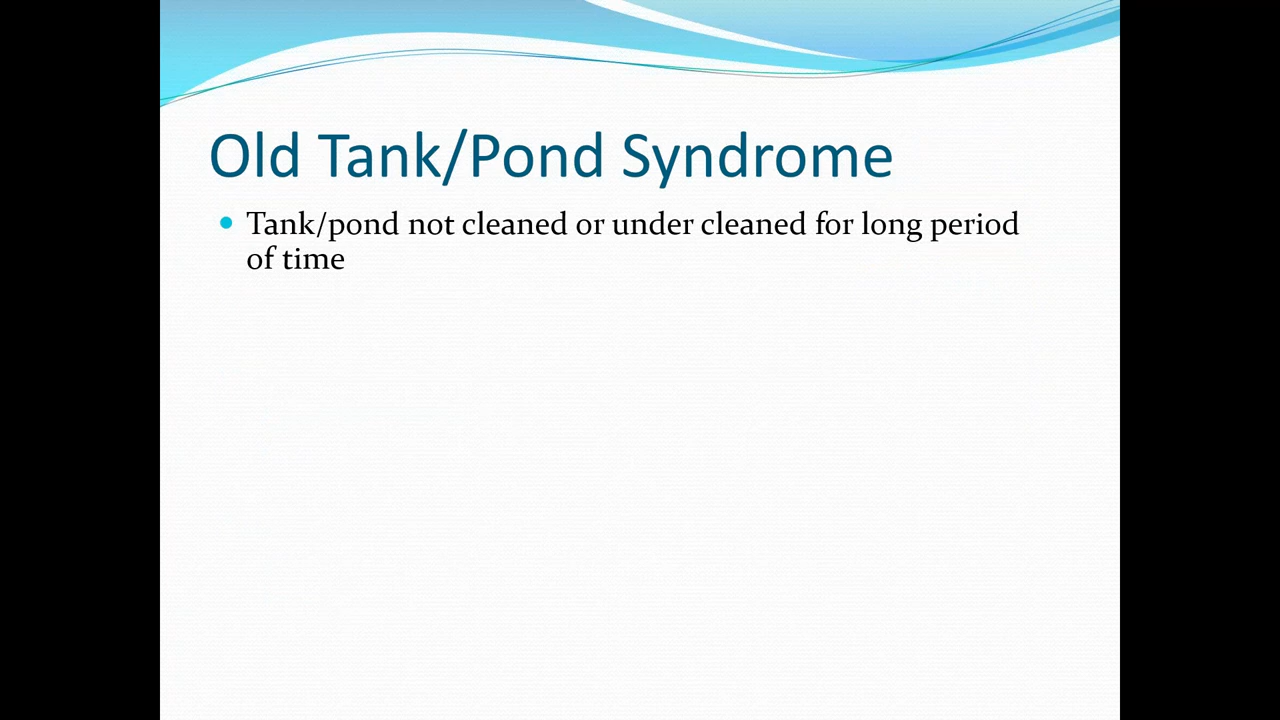 Old Tank/Pond Syndrome
Tank/pond not cleaned or under cleaned for long period
of time